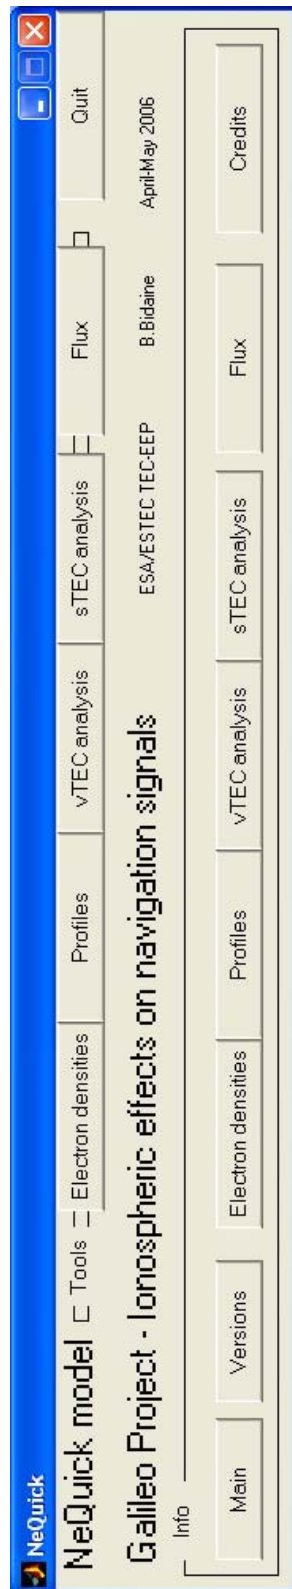 NeQuick
NeQuick model Tools Electron densities Profiles vTEC analysis sTEC analysis Flux Quit
Galileo Project - Ionospheric effects on navigation signals ESA/ESTEC TEC-EEP B.Bidaine April-May 2006
Info
Main Versions Electron densities Profiles vTEC analysis sTEC analysis Flux Credits